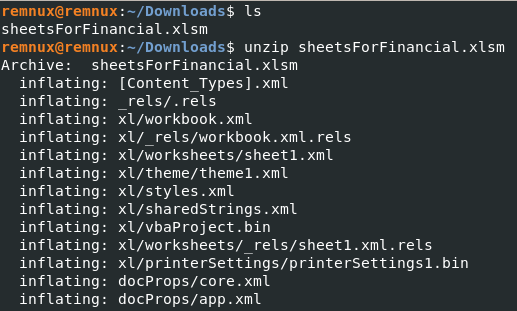 remnux@remnux:~/Downloads$ ls
sheetsForFinancial.xlsm
remnux@remnux:~/Downloads$ unzip sheetsForFinancial.xlsm
Archive:  sheetsForFinancial.xlsm
  inflating: [Content_Types].xml
  inflating: _rels/.rels
  inflating: xl/workbook.xml
  inflating: xl/_rels/workbook.xml.rels
  inflating: xl/worksheets/sheet1.xml
  inflating: xl/theme/theme1.xml
  inflating: xl/styles.xml
  inflating: xl/sharedStrings.xml
  inflating: xl/vbaProject.bin
  inflating: xl/worksheets/_rels/sheet1.xml.rels
  inflating: xl/printerSettings/printerSettings1.bin
  inflating: docProps/core.xml
  inflating: docProps/app.xml